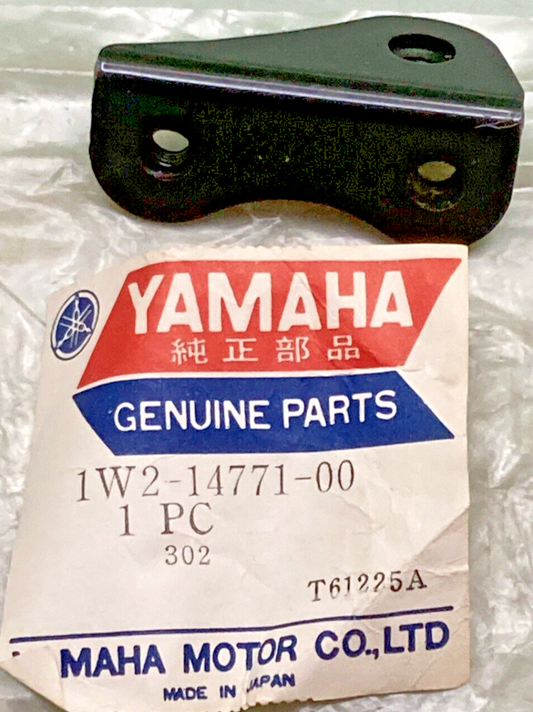 YAMAHA
純正部品
GENUINE PARTS
1W2-14771-00
1 PC
302
T61225A
MAHA MOTOR CO.,LTD
MADE IN JAPAN